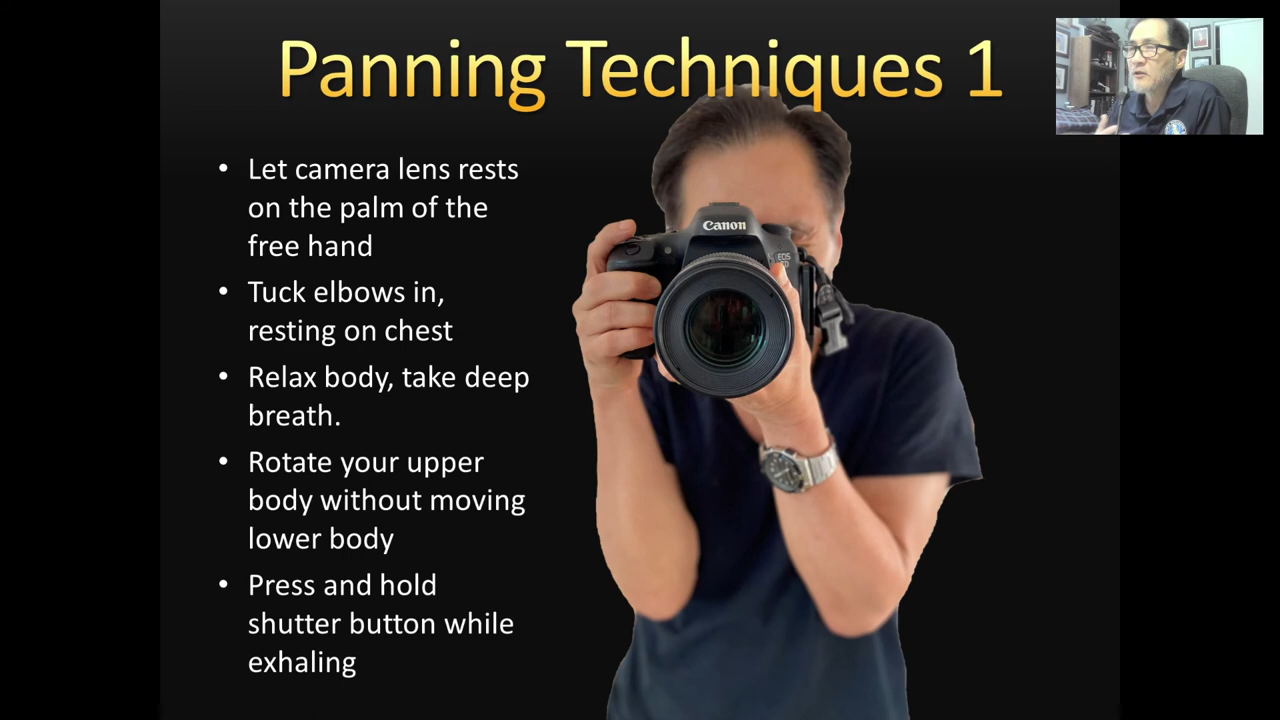 Panning Techniques 1
• Let camera lens rests
on the palm of the
free hand
• Tuck elbows in,
resting on chest
• Relax body, take deep
breath.
• Rotate your upper
body without moving
lower body
• Press and hold
shutter button while
exhaling
Canon
EOS